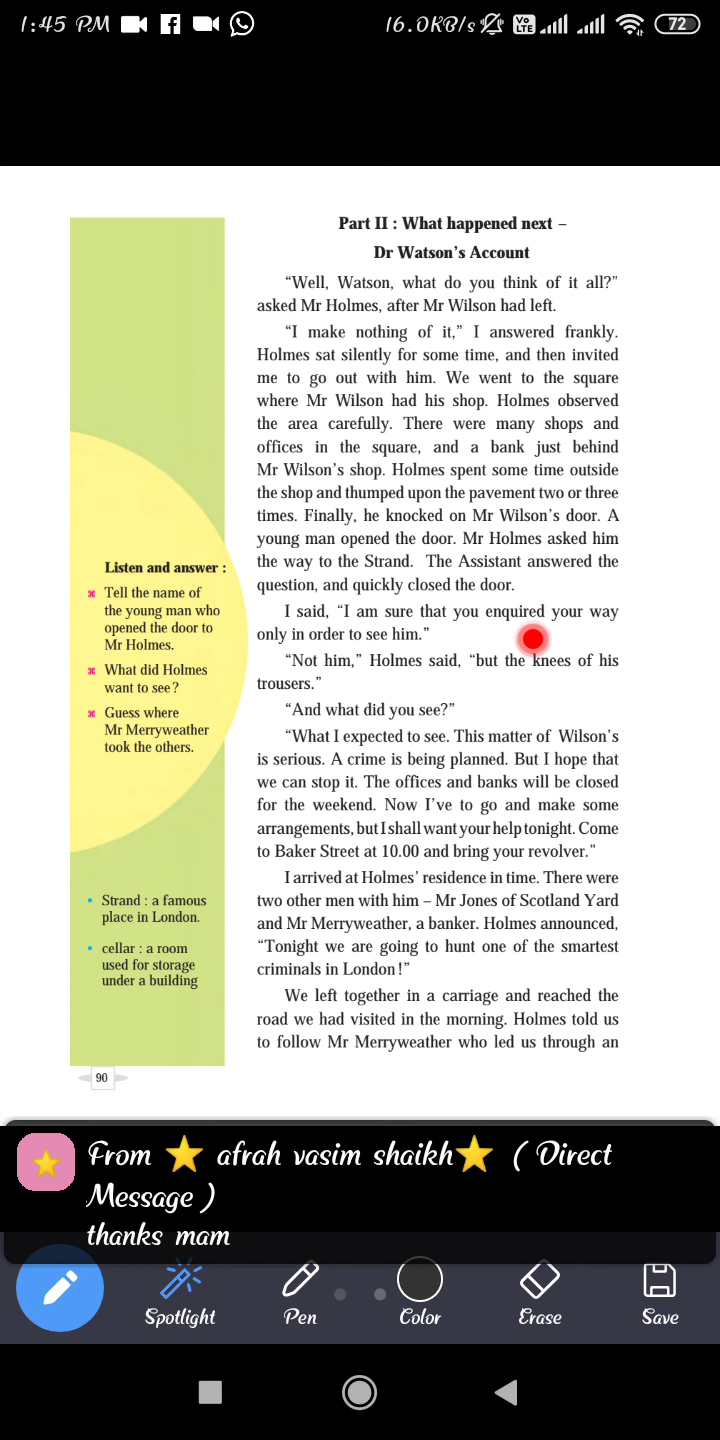 1:45 PM
16.0KB/s
Vo
LTE
72
Part II : What happened next –
Dr Watson's Account
“Well, Watson, what do you think of it all?”
asked Mr Holmes, after Mr Wilson had left.
“I make nothing of it,” I answered frankly.
Holmes sat silently for some time, and then invited
me to go out with him. We went to the square
where Mr Wilson had his shop. Holmes observed
the area carefully. There were many shops and
offices in the square, and a bank just behind
Mr Wilson's shop. Holmes spent some time outside
the shop and thumped upon the pavement two or three
times. Finally, he knocked on Mr Wilson's door. A
young man opened the door. Mr Holmes asked him
the way to the Strand. The Assistant answered the
question, and quickly closed the door.
I said, “I am sure that you enquired your way
only in order to see him.”
“Not him,” Holmes said, “but the knees of his
trousers.”
“And what did you see?”
“What I expected to see. This matter of Wilson's
is serious. A crime is being planned. But I hope that
we can stop it. The offices and banks will be closed
for the weekend. Now I've to go and make some
arrangements, but I shall want your help tonight. Come
to Baker Street at 10.00 and bring your revolver.”
I arrived at Holmes' residence in time. There were
two other men with him – Mr Jones of Scotland Yard
and Mr Merryweather, a banker. Holmes announced,
“Tonight we are going to hunt one of the smartest
criminals in London !”
We left together in a carriage and reached the
road we had visited in the morning. Holmes told us
to follow Mr Merryweather who led us through an
Listen and answer :
Tell the name of
the young man who
opened the door to
Mr Holmes.
What did Holmes
want to see ?
Guess where
Mr Merryweather
took the others.
• Strand : a famous
place in London.
• cellar : a room
used for storage
under a building
90
From ⭐ afrah vasim shaikh⭐ ( Direct
Message )
thanks mam
Spotlight
Pen
Color
Erase
Save